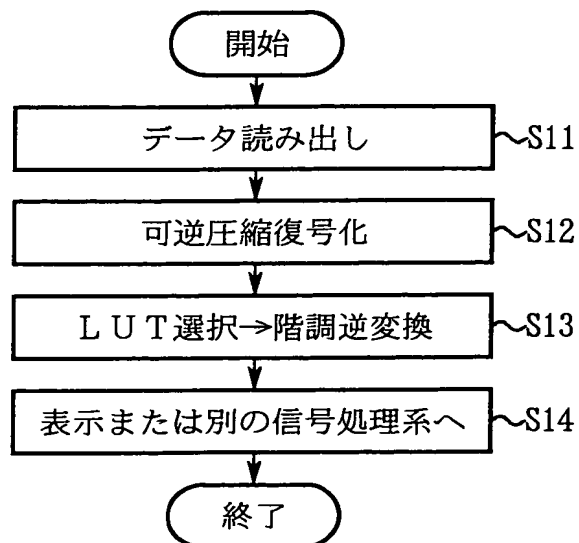 開始
データ読み出し
S11
可逆圧縮復号化
S12
LUT選択→階調逆変換
S13
表示または別の信号処理系へ
S14
終了